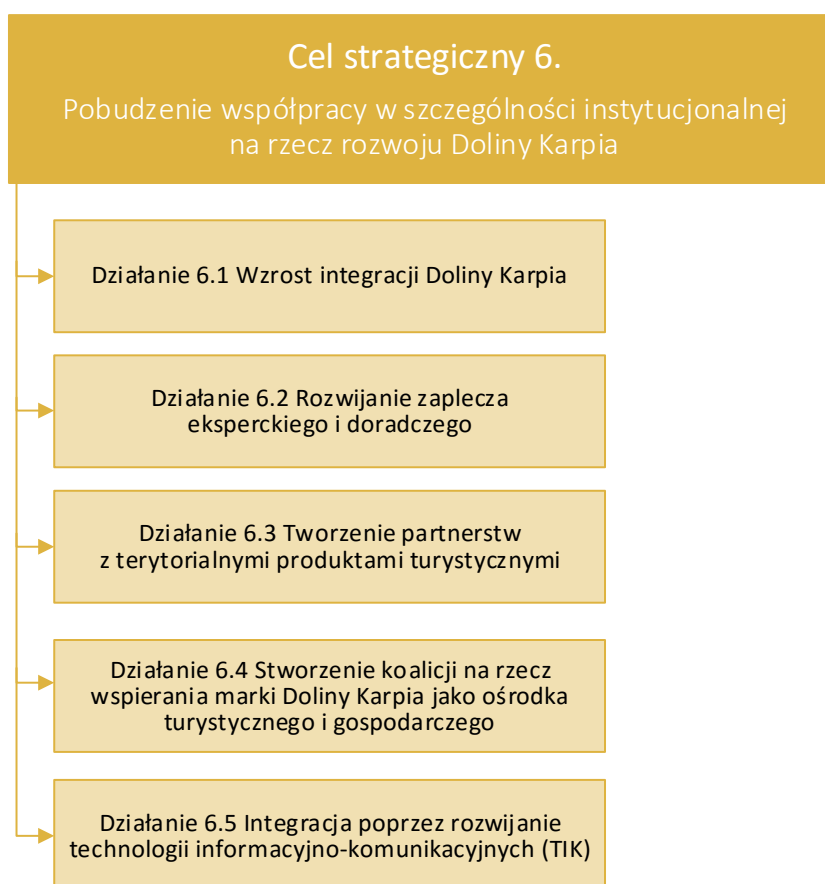 Cel strategiczny 6.
Pobudzenie współpracy w szczególności instytucjonalnej
na rzecz rozwoju Doliny Karpia
Działanie 6.1 Wzrost integracji Doliny Karpia
Działanie 6.2 Rozwijanie zaplecza
eksperckiego i doradczego
Działanie 6.3 Tworzenie partnerstw
z terytorialnymi produktami turystycznymi
Działanie 6.4 Stworzenie koalicji na rzecz
wspierania marki Doliny Karpia jako ośrodka
turystycznego i gospodarczego
Działanie 6.5 Integracja poprzez rozwijanie
technologii informacyjno-komunikacyjnych (TIK)